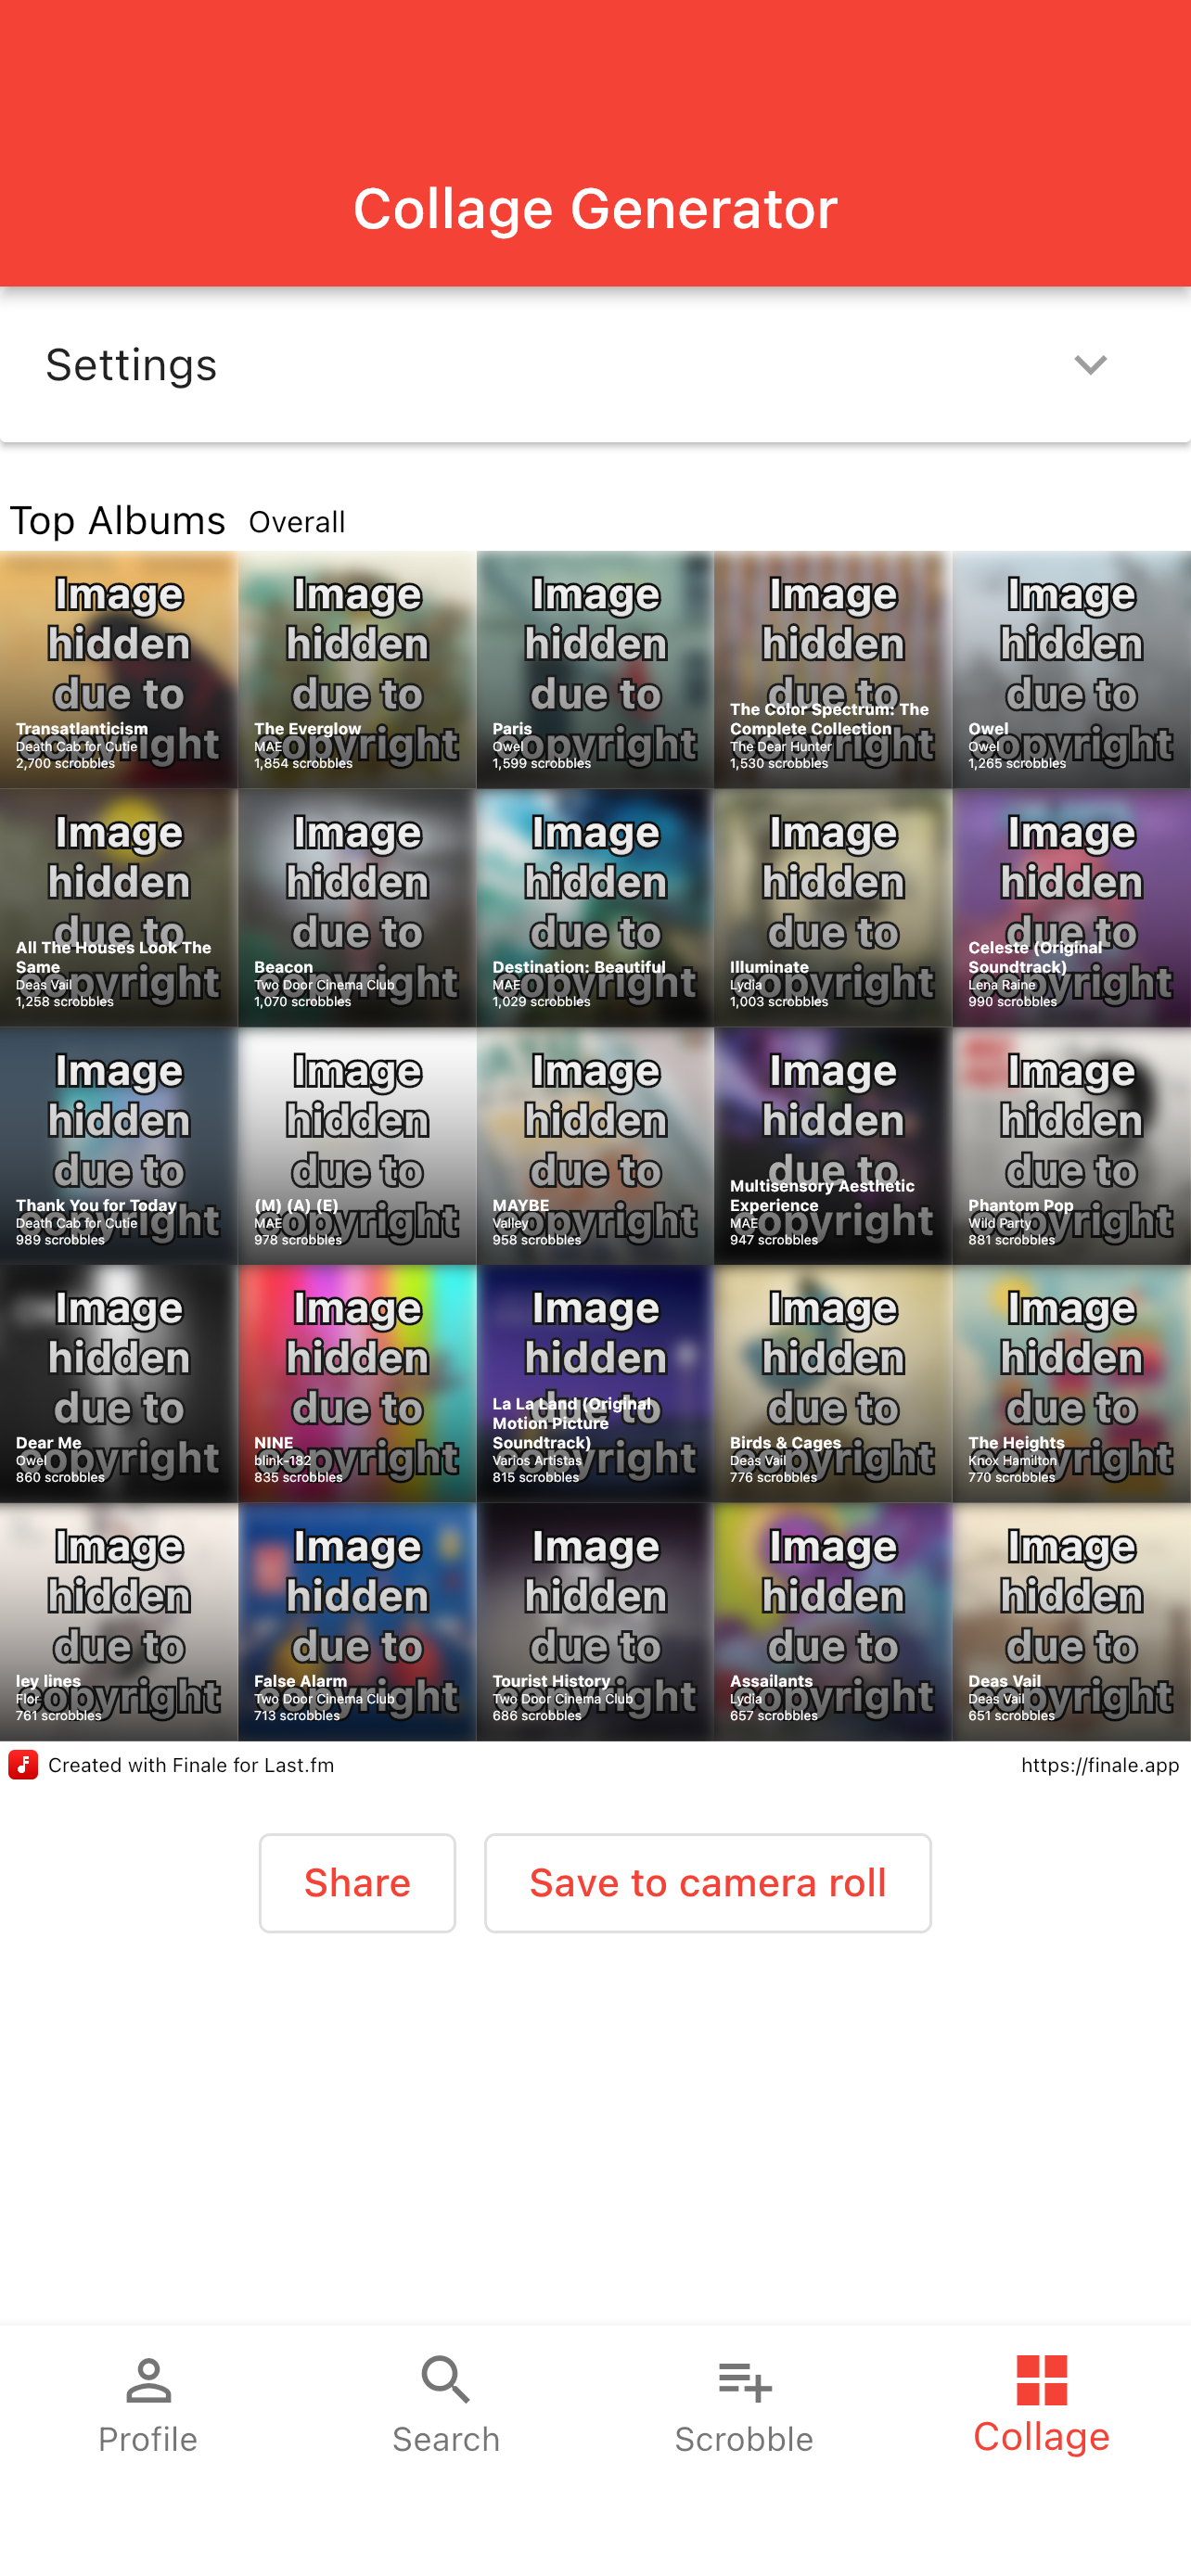 Collage Generator
Settings
Top Albums Overall
Image
hidden
due to
copyright
Transatlanticism
Death Cab for Cutie
2,700 scrobbles
Image
hidden
due to
copyright
The Everglow
MAE
1,854 scrobbles
Image
hidden
due to
copyright
Paris
Owel
1,599 scrobbles
Image
hidden
due to
copyright
The Color Spectrum: The
Complete Collection
The Dear Hunter
1,530 scrobbles
Image
hidden
due to
copyright
Owel
Owel
1,265 scrobbles
Image
hidden
due to
copyright
All The Houses Look The
Same
Deas Vail
1,258 scrobbles
Image
hidden
due to
copyright
Beacon
Two Door Cinema Club
1,070 scrobbles
Image
hidden
due to
copyright
Destination: Beautiful
MAE
1,029 scrobbles
Image
hidden
due to
copyright
Illuminate
Lydia
1,003 scrobbles
Image
hidden
due to
copyright
Celeste (Original
Soundtrack)
Lena Raine
990 scrobbles
Image
hidden
due to
copyright
Thank You for Today
Death Cab for Cutie
989 scrobbles
Image
hidden
due to
copyright
(M) (A) (E)
MAE
978 scrobbles
Image
hidden
due to
copyright
MAYBE
Valley
958 scrobbles
Image
hidden
due to
copyright
Multisensory Aesthetic
Experience
MAE
947 scrobbles
Image
hidden
due to
copyright
Phantom Pop
Wild Party
881 scrobbles
Image
hidden
due to
copyright
Dear Me
Owel
860 scrobbles
Image
hidden
due to
copyright
NINE
blink-182
835 scrobbles
Image
hidden
due to
copyright
La La Land (Original
Motion Picture
Soundtrack)
Varios Artistas
815 scrobbles
Image
hidden
due to
copyright
Birds & Cages
Deas Vail
776 scrobbles
Image
hidden
due to
copyright
The Heights
Knox Hamilton
770 scrobbles
Image
hidden
due to
copyright
ley lines
Flor
761 scrobbles
Image
hidden
due to
copyright
False Alarm
Two Door Cinema Club
713 scrobbles
Image
hidden
due to
copyright
Tourist History
Two Door Cinema Club
686 scrobbles
Image
hidden
due to
copyright
Assailants
Lydia
657 scrobbles
Image
hidden
due to
copyright
Deas Vail
Deas Vail
651 scrobbles
Created with Finale for Last.fm
https://finale.app
Share
Save to camera roll
Profile
Search
Scrobble
Collage